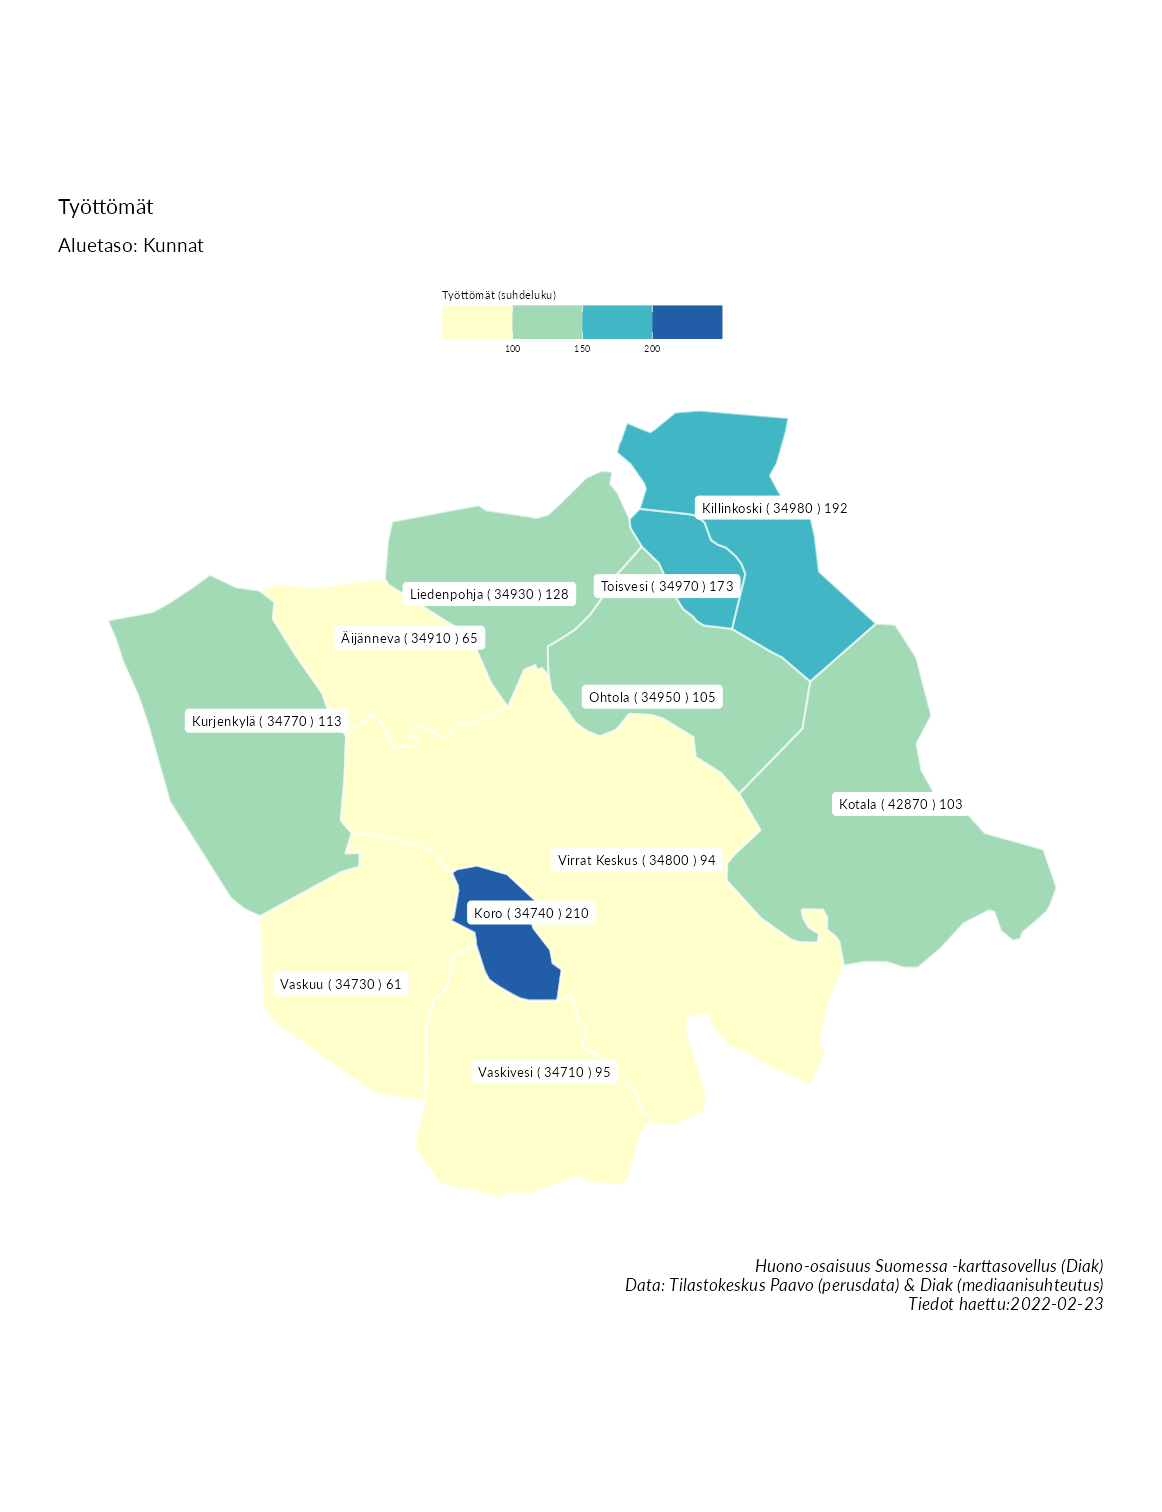 Työttömät
Aluetaso: Kunnat
Työttömät (suhdeluku)
100 150 200
Killinkoski ( 34980 ) 192
Toisvesi ( 34970 ) 173
Liedenpohja ( 34930 ) 128
Äijänneva ( 34910 ) 65
Ohtola ( 34950 ) 105
Kurjenkylä ( 34770 ) 113
Kotala ( 42870 ) 103
Virrat Keskus ( 34800 ) 94
Koro ( 34740 ) 210
Vaskuu ( 34730 ) 61
Vaskivesi ( 34710 ) 95
Huono-osaisuus Suomessa -karttasovellus (Diak)
Data: Tilastokeskus Paavo (perusdata) & Diak (mediaanisuhteutus)
Tiedot haettu:2022-02-23